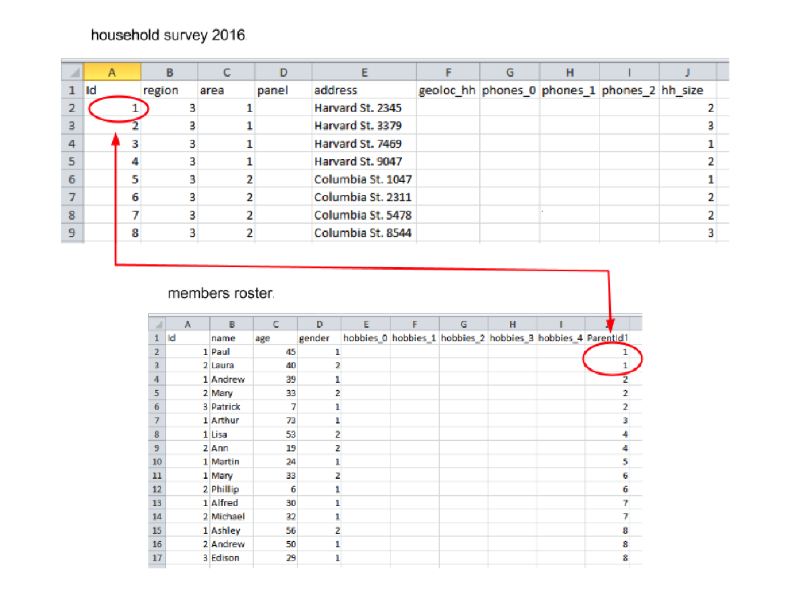 household survey 2016
A B C D E F G H I J
1 Id region area panel address geoloc_hh phones_0 phones_1 phones_2 hh_size
2 1 3 1 Harvard St. 2345 2
3 2 3 1 Harvard St. 3379 3
4 3 3 1 Harvard St. 7469 1
5 4 3 1 Harvard St. 9047 2
6 5 3 2 Columbia St. 1047 1
7 6 3 2 Columbia St. 2311 2
8 7 3 2 Columbia St. 5478 2
9 8 3 2 Columbia St. 8544 3
members roster.
A B C D E F G H I
1 Id name age gender hobbies_0 hobbies_1 hobbies_2 hobbies_3 hobbies_4 ParentId1
2 1 Paul 45 1 1
3 2 Laura 40 2 1
4 1 Andrew 39 1 2
5 2 Mary 33 2 2
6 3 Patrick 7 1 2
7 1 Arthur 73 1 3
8 1 Lisa 53 2 4
9 2 Ann 19 2 4
10 1 Martin 24 1 5
11 1 Mery 33 2 6
12 2 Phillip 6 1 6
13 1 Alfred 30 1 7
14 2 Michael 32 1 7
15 1 Ashley 56 2 8
16 2 Andrew 50 1 8
17 3 Edison 29 1 8